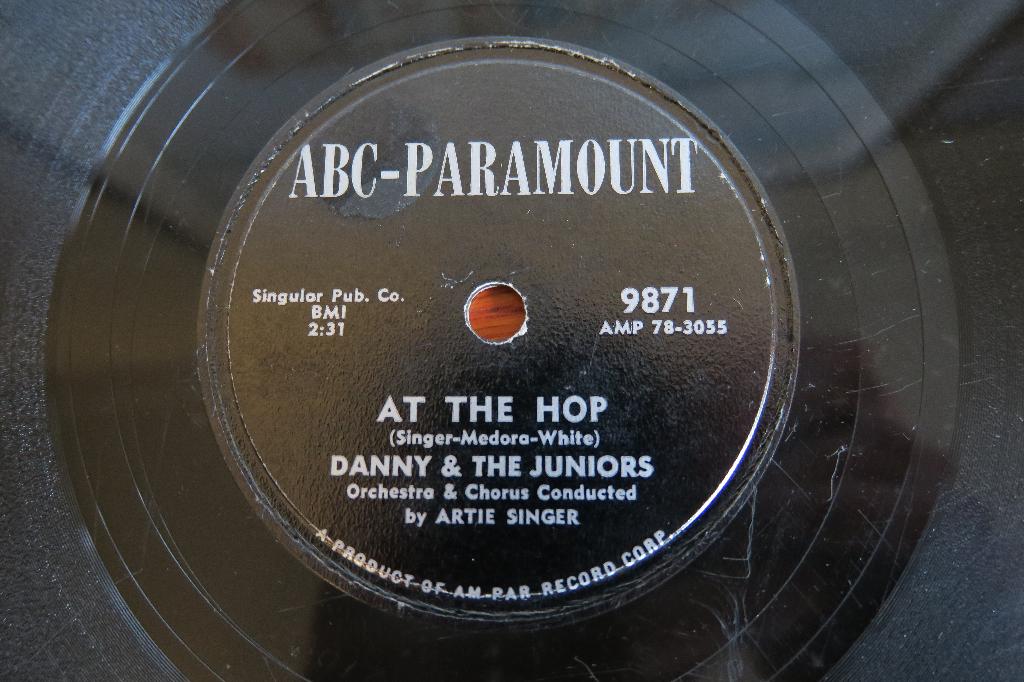 ABC-PARAMOUNT
Singular Pub. Co.
BMI
2:31
9871
AMP 78-3055
AT THE HOP
(Singer-Medora-White)
DANNY & THE JUNIORS
Orchestra & Chorus Conducted
by ARTIE SINGER
A PRODUCT OF AM-PAR RECORD CORP.